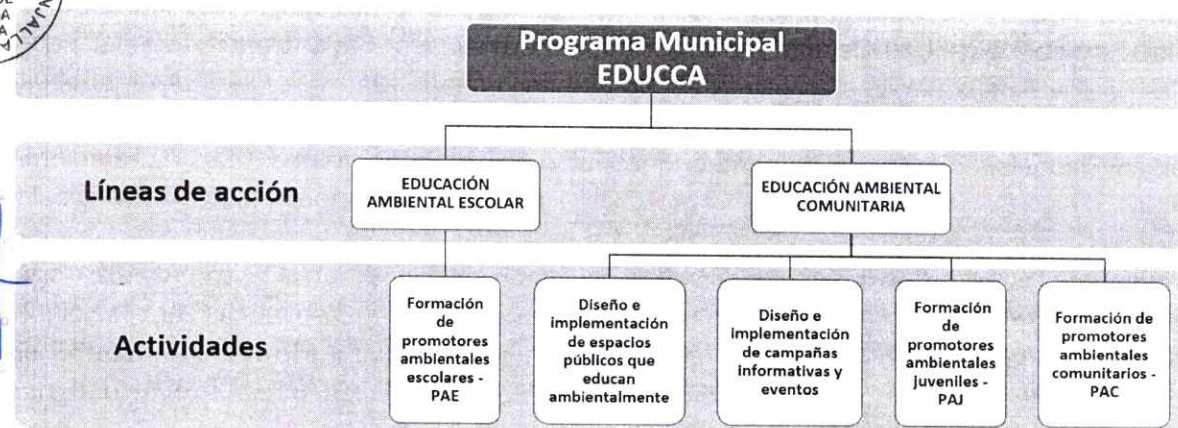 Programa Municipal
EDUCCA
Líneas de acción
EDUCACIÓN
AMBIENTAL ESCOLAR
EDUCACIÓN AMBIENTAL
COMUNITARIA
Actividades
Formación
de
promotores
ambientales
escolares -
PAE
Diseño e
implementación
de espacios
públicos que
educan
ambientalmente
Diseño e
implementación
de campañas
informativas y
eventos
Formación
de
promotores
ambientales
juveniles -
PAJ
Formación de
promotores
ambientales
comunitarios -
PAC